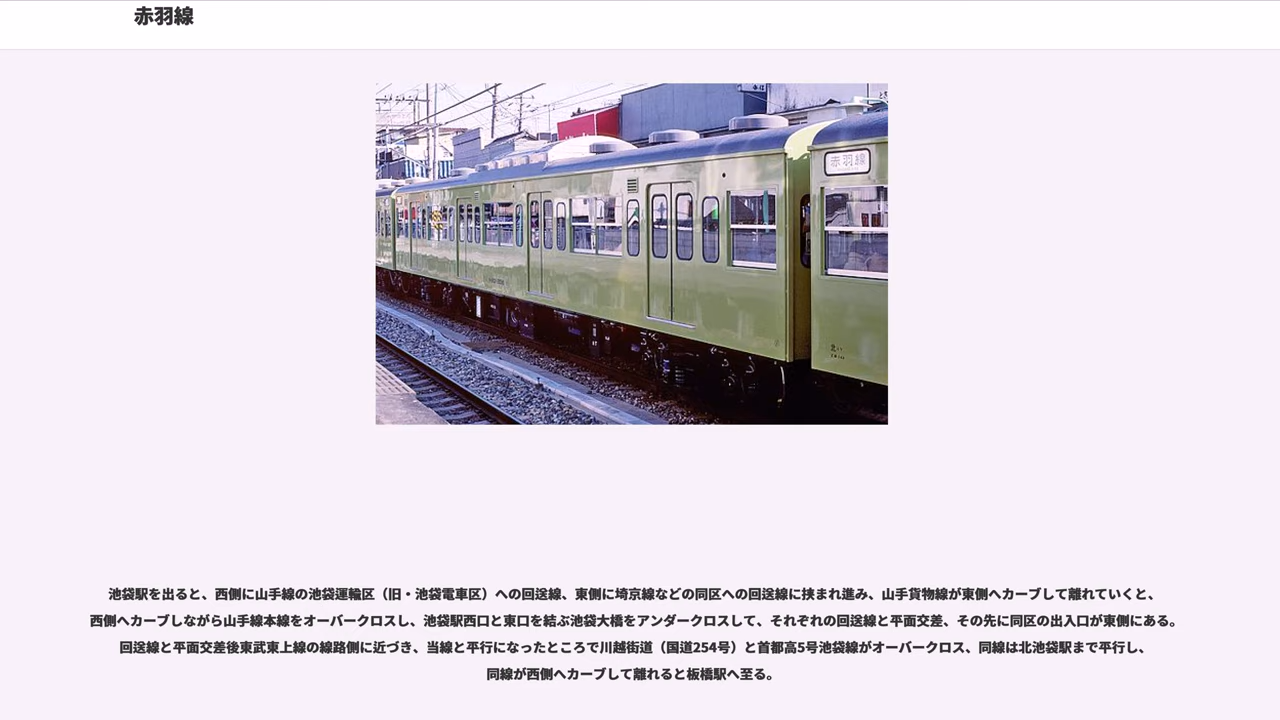 赤羽線
赤羽線
池袋駅を出ると、西側に山手線の池袋運輪区（旧・池袋電車区）への回送線、東側に埼京線などの同区への回送線に挟まれ進み、山手貨物線が東側へカーブして離れていくと、
西側へカーブしながら山手線本線をオーバークロスし、池袋駅西口と東口を結ぶ池袋大橋をアンダークロスして、それぞれの回送線と平面交差、その先に同区の出入口が東側にある。
回送線と平面交差後東武東上線の線路側に近づき、当線と平行になったところで川越街道（国道254号）と首都高5号池袋線がオーバークロス、同線は北池袋駅まで平行し、
同線が西側へカーブして離れると板橋駅へ至る。